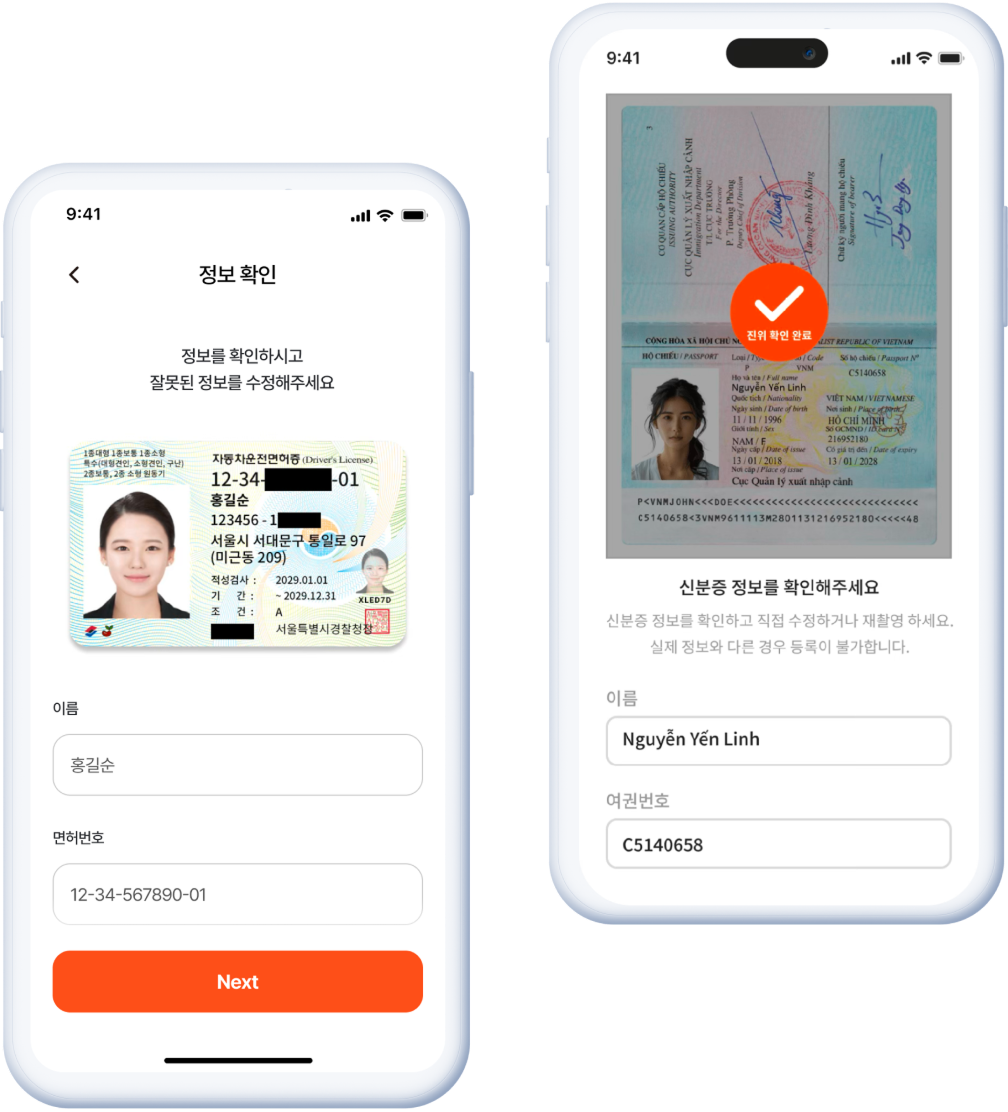 9:41
정보 확인
정보를 확인하시고
잘못된 정보를 수정해주세요
1종대형 1종보통 1종소형
특수(대형견인, 소형견인, 구난)
2종보통, 2종 소형 원동기
자동차운전면허증 (Driver's License)
12-34- -01
홍길순
123456 - 1
서울시 서대문구 통일로 97
(미근동 209)
적성검사 : 2029.01.01
기 간 : ~ 2029.12.31
조 건 : A
XLED7D
서울특별시경찰청장
이름
홍길순
면허번호
12-34-567890-01
Next
9:41
3
CƠ QUAN CẤP HỘ CHIẾU
ISSUING AUTHORITY
CỤC QUẢN LÝ XUẤT NHẬP CẢNH
Immigration Department
T/L CỤC TRƯỞNG
For the Director
P. Trưởng Phòng
Deputy Chief of Division
Lương Đình Khảng
Chữ ký người mang hộ chiếu
Signature of bearer
진위 확인 완료
CỘNG HÒA XÃ HỘI CHỦ REPUBLIC OF VIETNAM
HỘ CHIẾU / PASSPORT Loại / Code Số hộ chiếu / Passport Nº
P VNM C5140658
Họ và tên / Full name
Nguyễn Yến Linh
Quốc tịch / Nationality VIỆT NAM / VIETNAMESE
Ngày sinh / Date of birth Nơi sinh / Place of birth
11 / 11 / 1996 HỒ CHÍ MINH
Giới tính / Sex Số GCMND /
NAM / F 216952180
Ngày cấp / Date of issue Có giá trị đến / Date of expiry
13 / 01 / 2018 13 / 01 / 2028
Nơi cấp / Place of issue
Cục Quản lý xuất nhập cảnh
P<VNMJOHN<<<DOE<<<<<<<<<<<<<<<<<<<<<<<<<<<<<
C5140658<3VNM9611113M2801131216952180<<<<<48
신분증 정보를 확인해주세요
신분증 정보를 확인하고 직접 수정하거나 재촬영 하세요.
실제 정보와 다른 경우 등록이 불가합니다.
이름
Nguyễn Yến Linh
여권번호
C5140658